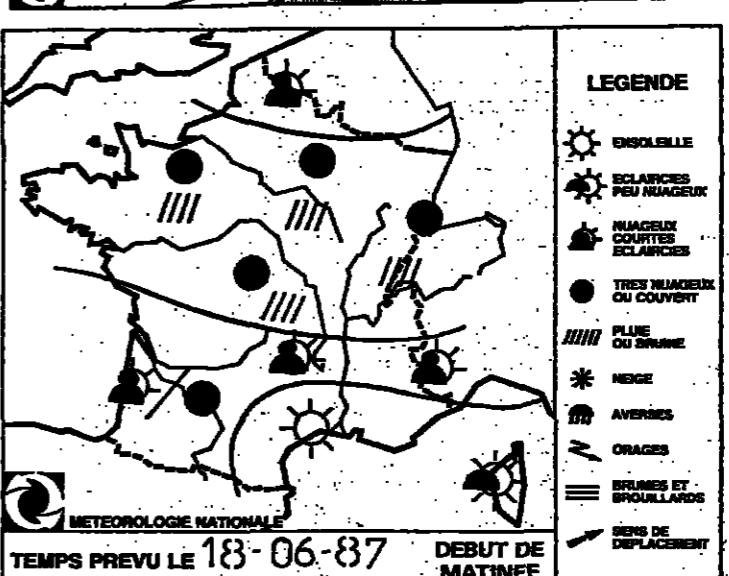 LEGENDE
ENSOLEILLE
ECLAIRCIES
PEU NUAGEUX
NUAGEUX
COURTES
ECLAIRCIES
TRES NUAGEUX
OU COUVERT
PLUIE
OU BRUINE
NEIGE
AVERSES
ORAGES
BRUMES ET
BROUILLARDS
SENS DE
DEPLACEMENT
METEOROLOGIE NATIONALE
TEMPS PREVU LE 18-06-87 DEBUT DE
MATINEE